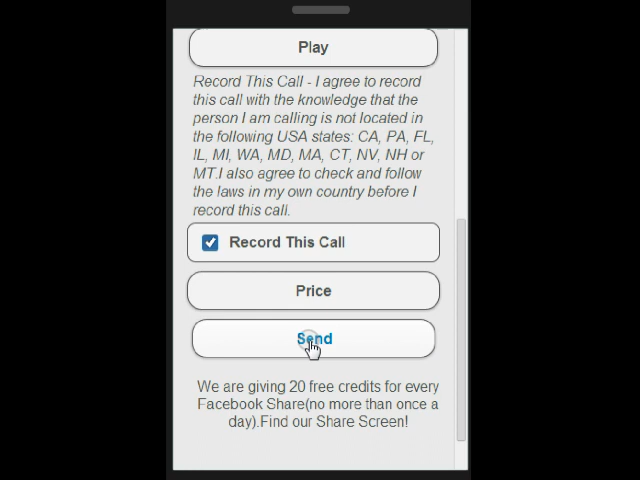 Play
Record This Call - I agree to record
this call with the knowledge that the
person I am calling is not located in
the following USA states: CA, PA, FL,
IL, MI, WA, MD, MA, CT, NV, NH or
MT.I also agree to check and follow
the laws in my own country before I
record this call.
Record This Call
Price
Send
We are giving 20 free credits for every
Facebook Share(no more than once a
day).Find our Share Screen!